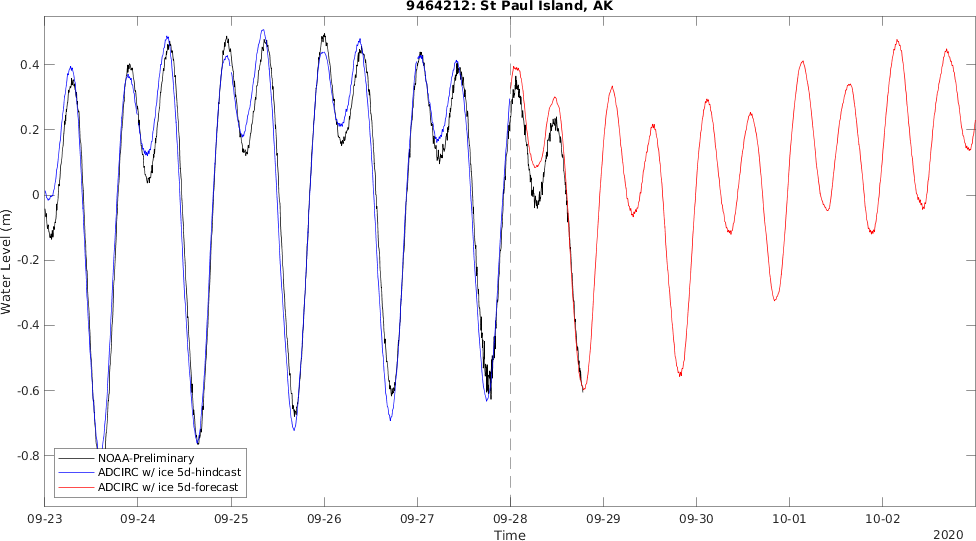 9464212: St Paul Island, AK
Water Level (m)
0.4
0.2
0
-0.2
-0.4
-0.6
-0.8
NOAA-Preliminary
ADCIRC w/ ice 5d-hindcast
ADCIRC w/ ice 5d-forecast
09-23 09-24 09-25 09-26 09-27 09-28 09-29 09-30 10-01 10-02
Time
2020